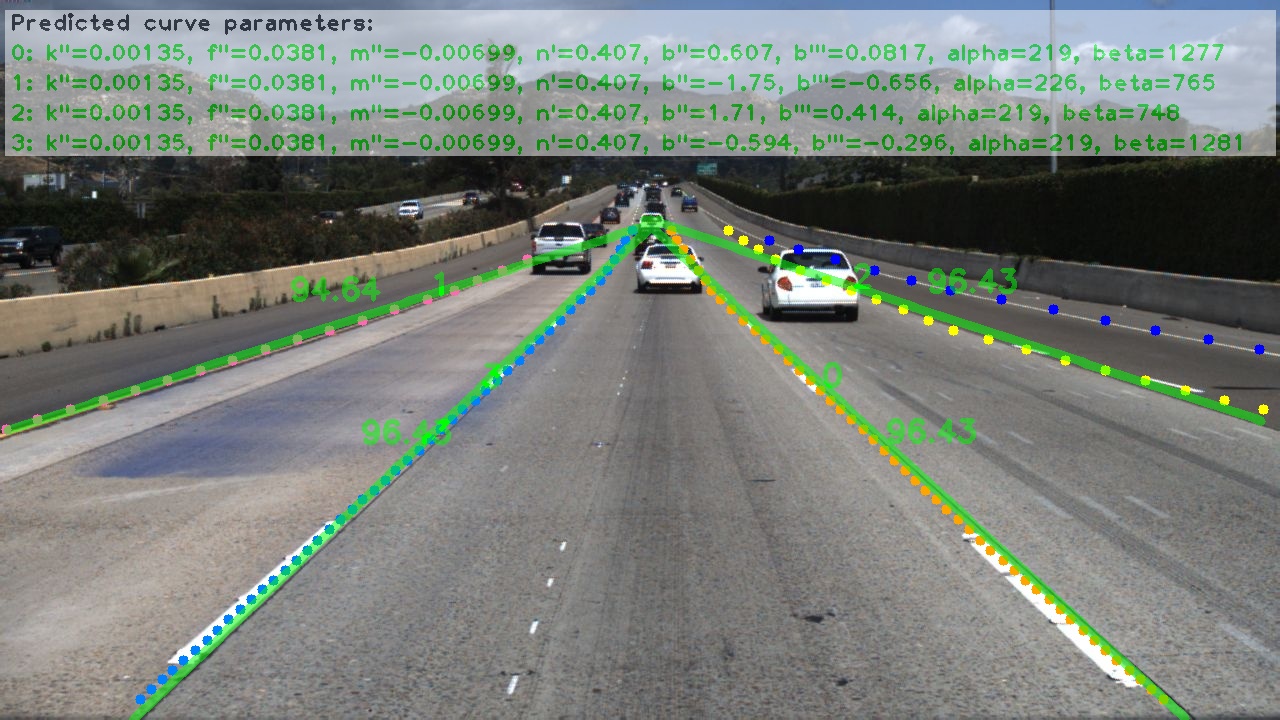 Predicted curve parameters:
0: k''=0.00135, f''=0.0381, m''=−0.00699, n'=0.407, b''=0.607, b'''=0.0817, alpha=219, beta=1277
1: k''=0.00135, f''=0.0381, m''=−0.00699, n'=0.407, b''=−1.75, b'''=−0.656, alpha=226, beta=765
2: k''=0.00135, f''=0.0381, m''=−0.00699, n'=0.407, b''=1.71, b'''=0.414, alpha=219, beta=748
3: k''=0.00135, f''=0.0381, m''=−0.00699, n'=0.407, b''=−0.594, b'''=−0.296, alpha=219, beta=1281
94.64 1 2 96.43
0
96.43 96.43